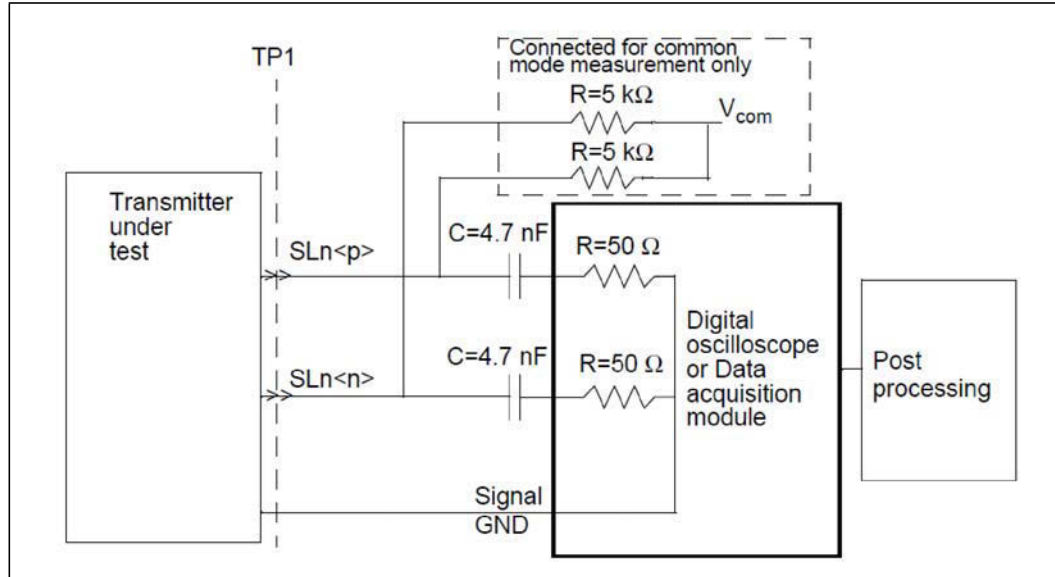 Connected for common
mode measurement only
TP1
R=5 kΩ
V_com
R=5 kΩ
Transmitter
under
test
C=4.7 nF
R=50 Ω
SLn<p>
Digital
oscilloscope
or Data
acquisition
module
C=4.7 nF
R=50 Ω
SLn<n>
Post
processing
Signal
GND